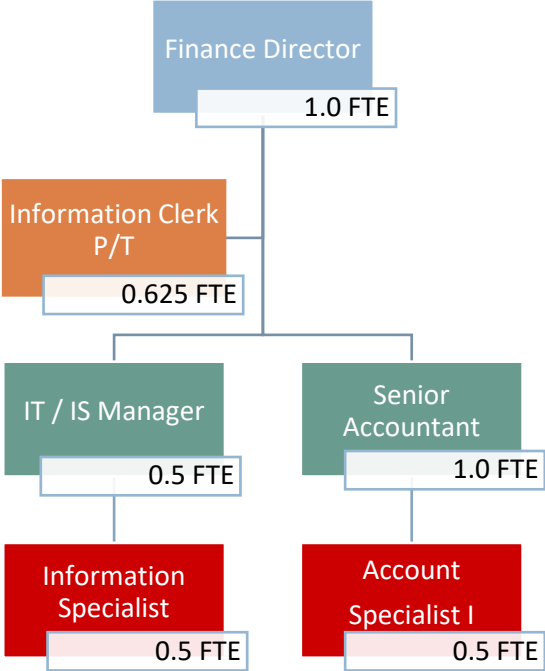 Finance Director
1.0 FTE
Information Clerk
P/T
0.625 FTE
IT / IS Manager
0.5 FTE
Senior
Accountant
1.0 FTE
Information
Specialist
0.5 FTE
Account
Specialist I
0.5 FTE